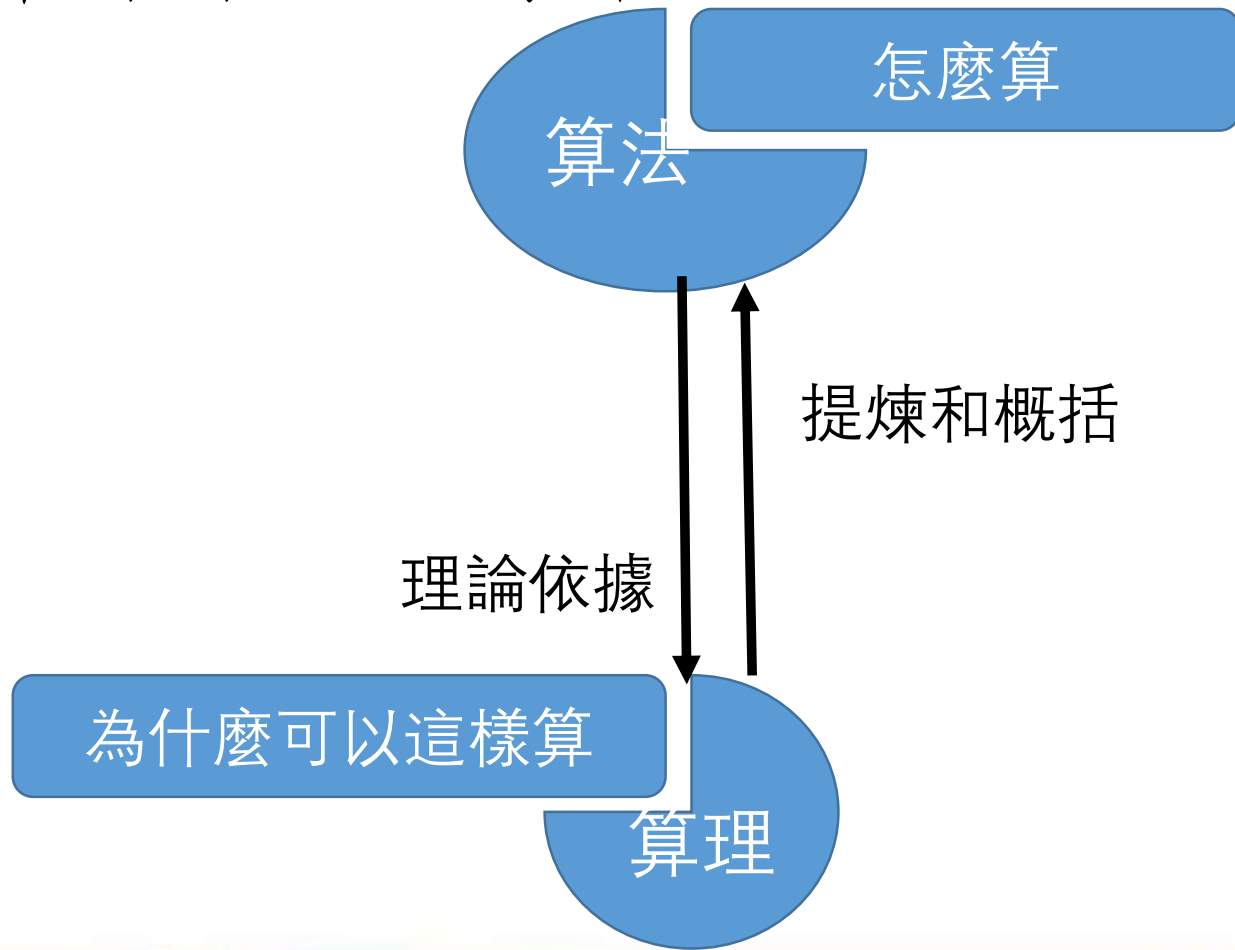 怎麼算
算法
提煉和概括
理論依據
為什麼可以這樣算
算理